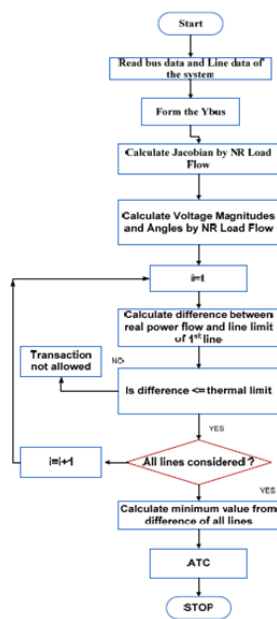 Start
Read bus data and Line data of
the system
Form the Ybus
Calculate Jacobian by NR Load
Flow
Calculate Voltage Magnitudes
and Angles by NR Load Flow
i=1
Calculate difference between
real power flow and line limit
of 1st line
Transaction
not allowed
NO
Is difference <= thermal limit
YES
i=i+1
All lines considered ?
YES
Calculate minimum value from
difference of all lines
ATC
STOP